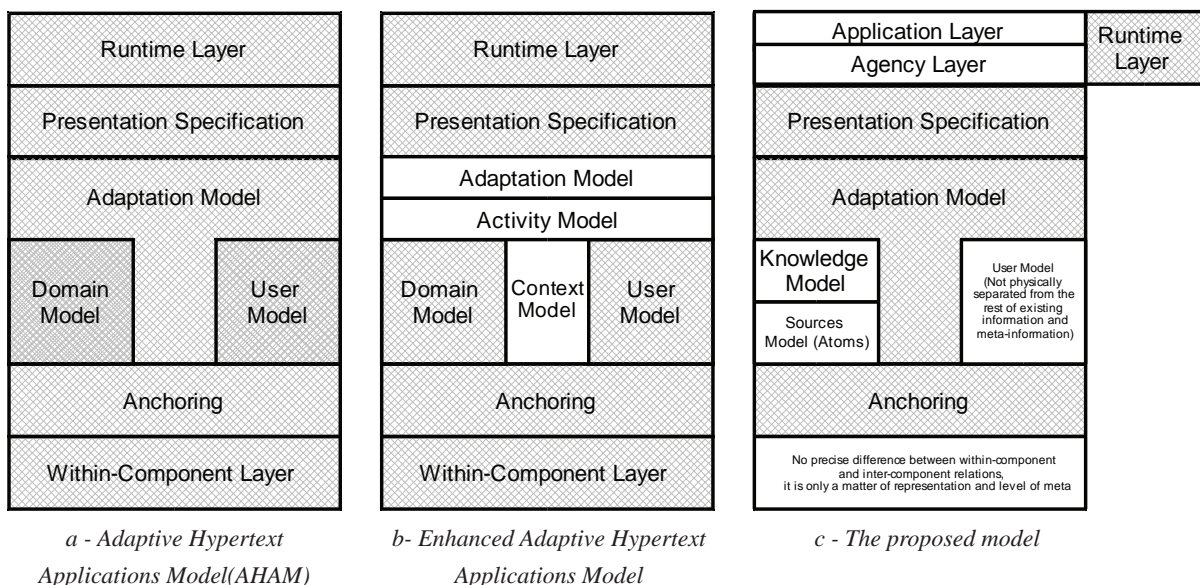 Runtime Layer
Presentation Specification
Adaptation Model
Domain
Model
User
Model
Anchoring
Within-Component Layer
a - Adaptive Hypertext
Applications Model(AHAM)
Runtime Layer
Presentation Specification
Adaptation Model
Activity Model
Domain
Model
Context
Model
User
Model
Anchoring
Within-Component Layer
b- Enhanced Adaptive Hypertext
Applications Model
Application Layer
Agency Layer
Runtime
Layer
Presentation Specification
Adaptation Model
Knowledge
Model
Sources
Model (Atoms)
User Model
(Not physically
separated from the
rest of existing
information and
meta-information)
Anchoring
No precise difference between within-component
and inter-component relations,
it is only a matter of representation and level of meta
c - The proposed model